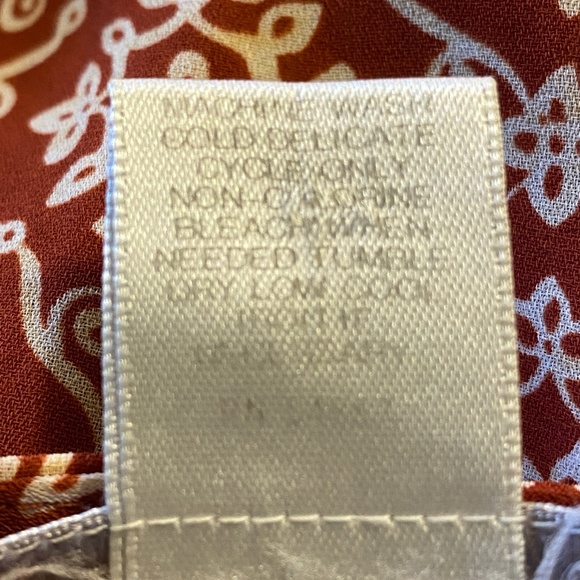 MACHINE WASH
COLD DELICATE
CYCLE ONLY
NON-CHLORINE
BLEACH WHEN
NEEDED TUMBLE
DRY LOW COOL
IRON IF
NECESSARY